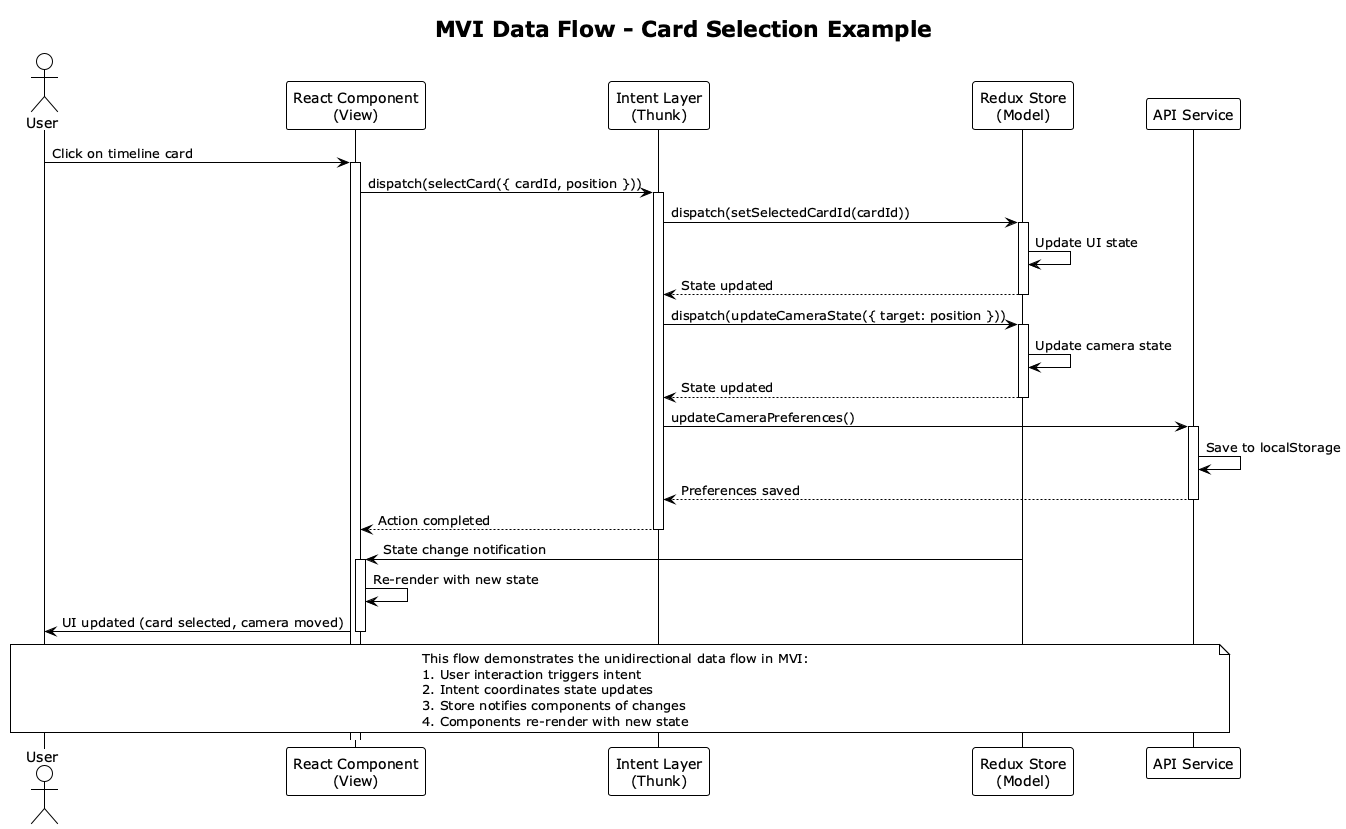 MVI Data Flow - Card Selection Example
User
React Component
(View)
Intent Layer
(Thunk)
Redux Store
(Model)
API Service
Click on timeline card
dispatch(selectCard({ cardId, position }))
dispatch(setSelectedCardId(cardId))
Update UI state
State updated
dispatch(updateCameraState({ target: position }))
Update camera state
State updated
updateCameraPreferences()
Save to localStorage
Preferences saved
Action completed
State change notification
Re-render with new state
UI updated (card selected, camera moved)
This flow demonstrates the unidirectional data flow in MVI:
1. User interaction triggers intent
2. Intent coordinates state updates
3. Store notifies components of changes
4. Components re-render with new state
User
React Component
(View)
Intent Layer
(Thunk)
Redux Store
(Model)
API Service